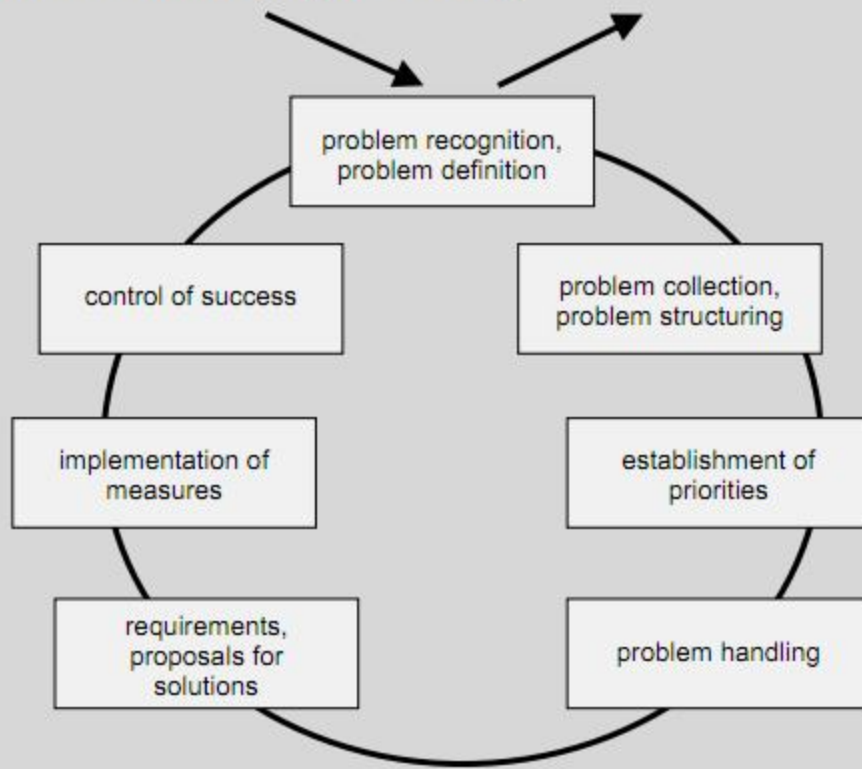 problem recognition,
problem definition
problem collection,
problem structuring
establishment of
priorities
problem handling
requirements,
proposals for
solutions
implementation of
measures
control of success